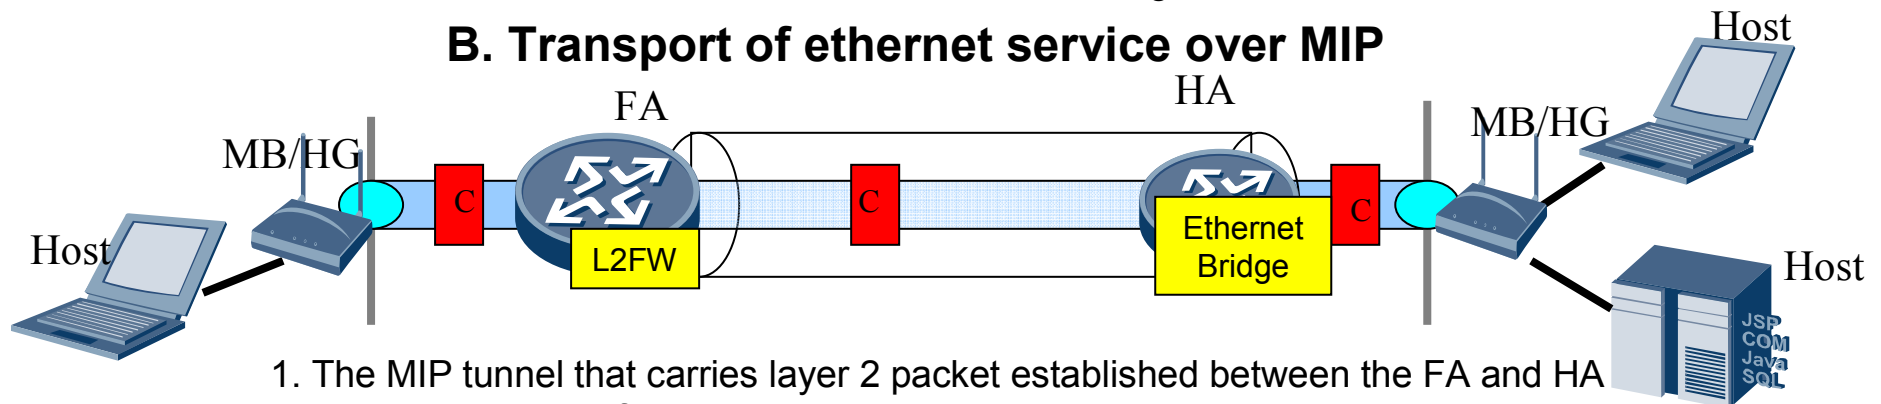 B. Transport of ethernet service over MIP
Host
HA
FA
MB/HG
MB/HG
C
C
C
L2FW
Ethernet
Bridge
Host
Host
JSP
COM
Java
SQL
1. The MIP tunnel that carries layer 2 packet established between the FA and HA